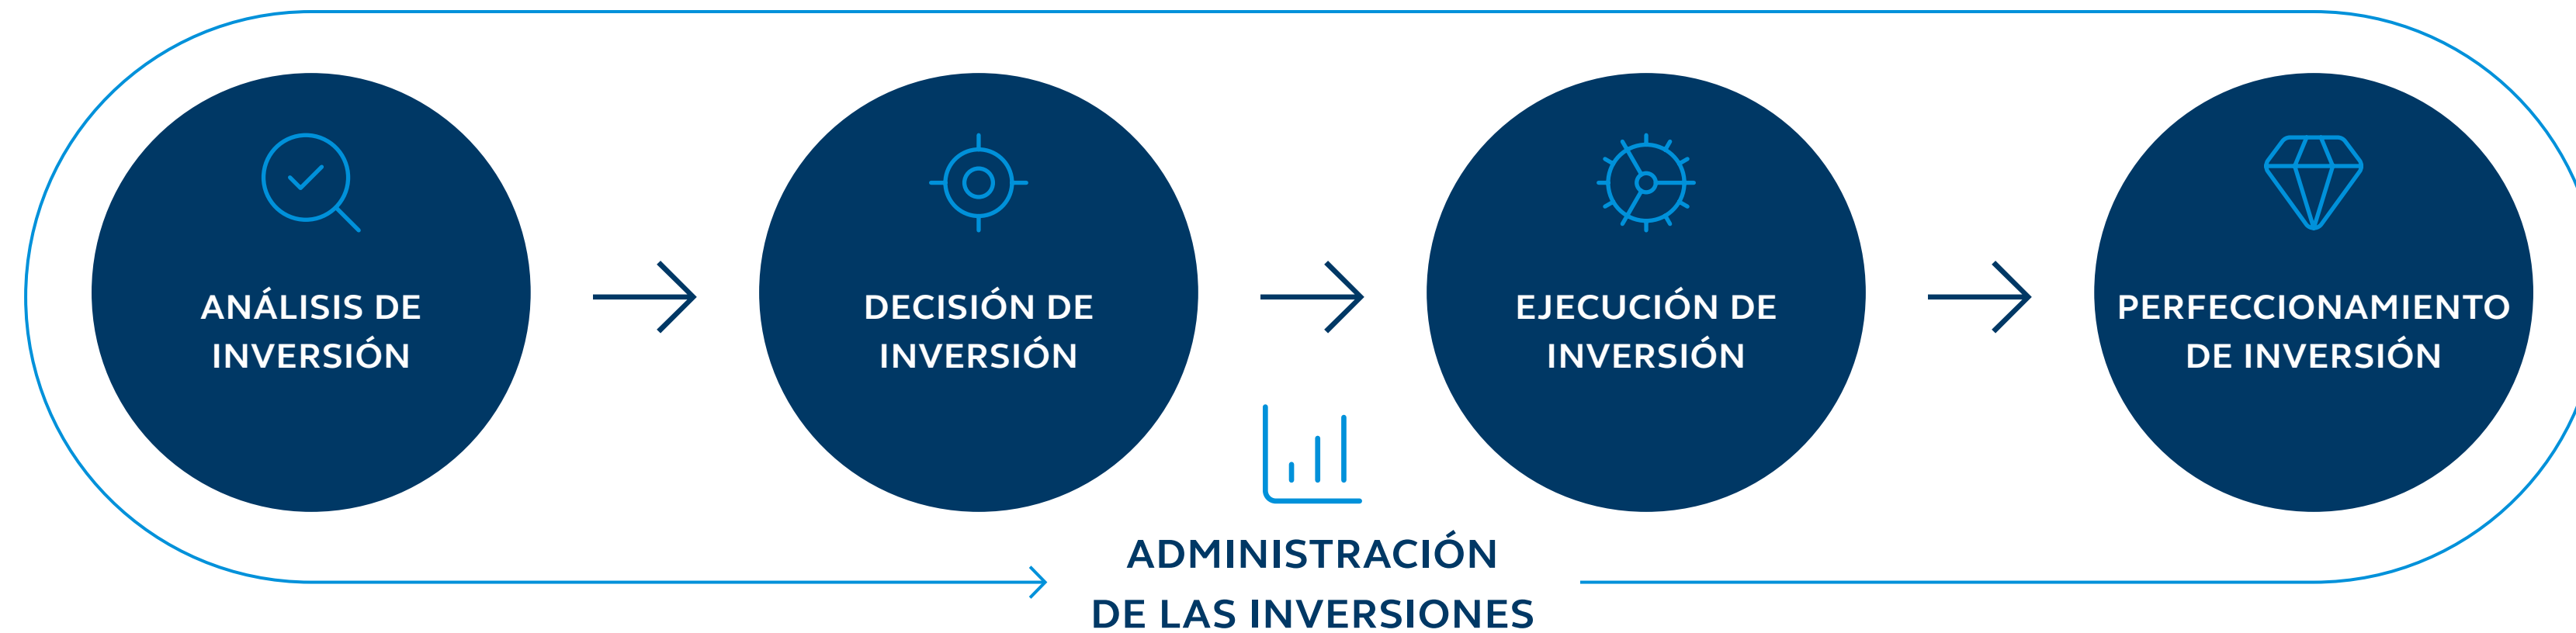 ANÁLISIS DE
INVERSIÓN
DECISIÓN DE
INVERSIÓN
EJECUCIÓN DE
INVERSIÓN
PERFECCIONAMIENTO
DE INVERSIÓN
ADMINISTRACIÓN
DE LAS INVERSIONES